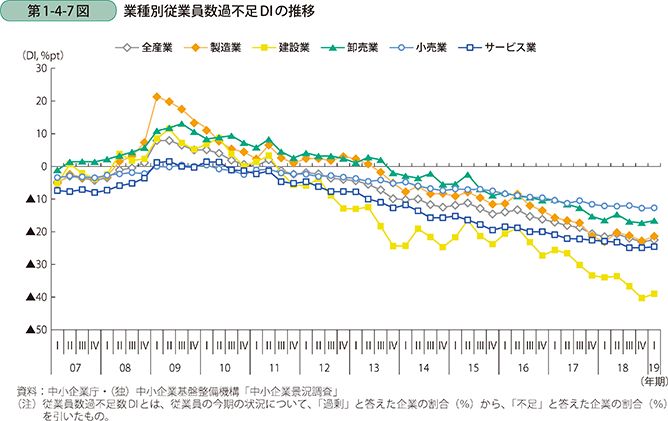 第1-4-7図 業種別従業員数過不足DIの推移
(DI, %pt)
全産業 製造業 建設業 卸売業 小売業 サービス業
30
20
10
0
▲10
▲20
▲30
▲40
▲50
Ⅰ Ⅱ Ⅲ Ⅳ Ⅰ Ⅱ Ⅲ Ⅳ Ⅰ Ⅱ Ⅲ Ⅳ Ⅰ Ⅱ Ⅲ Ⅳ Ⅰ Ⅱ Ⅲ Ⅳ Ⅰ Ⅱ Ⅲ Ⅳ Ⅰ Ⅱ Ⅲ Ⅳ Ⅰ Ⅱ Ⅲ Ⅳ Ⅰ Ⅱ Ⅲ Ⅳ Ⅰ Ⅱ Ⅲ Ⅳ Ⅰ Ⅱ Ⅲ Ⅳ Ⅰ Ⅱ Ⅲ Ⅳ Ⅰ
07 08 09 10 11 12 13 14 15 16 17 18 19
(年期)
資料:中小企業庁・(独)中小企業基盤整備機構「中小企業景況調査」
(注)従業員数過不足数DIとは、従業員の今期の状況について、「過剰」と答えた企業の割合(%)から、「不足」と答えた企業の割合(%)
を引いたもの。